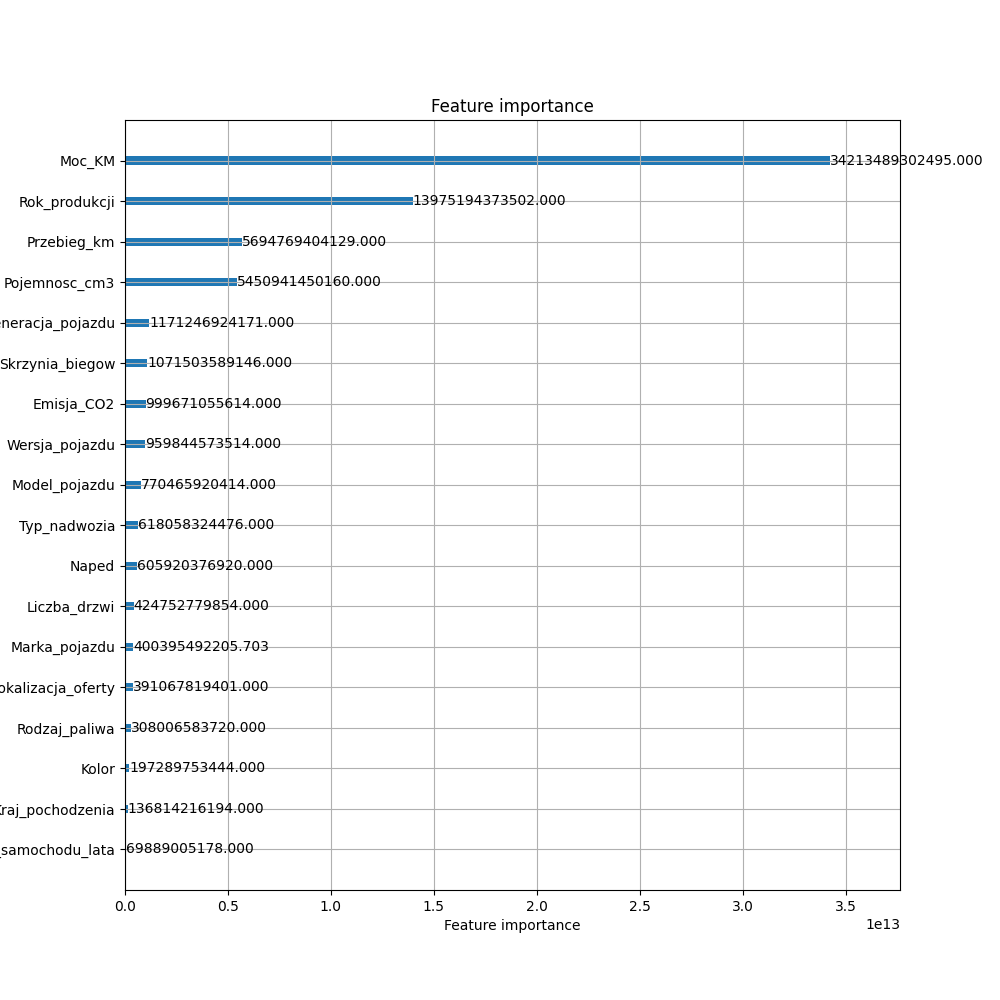 Feature importance
Moc_KM 34213489302495.000
Rok_produkcji 13975194373502.000
Przebieg_km 5694769404129.000
Pojemnosc_cm3 5450941450160.000
neracja_pojazdu 1171246924171.000
Skrzynia_biegow 1071503589146.000
Emisja_CO2 999671055614.000
Wersja_pojazdu 959844573514.000
Model_pojazdu 770465920414.000
Typ_nadwozia 618058324476.000
Naped 605920376920.000
Liczba_drzwi 424752779854.000
Marka_pojazdu 400395492205.703
okalizacja_oferty 391067819401.000
Rodzaj_paliwa 308006583720.000
Kolor 197289753444.000
Kraj_pochodzenia 136814216194.000
_samochodu_lata 69889005178.000
0.0 0.5 1.0 1.5 2.0 2.5 3.0 3.5
Feature importance
1e13